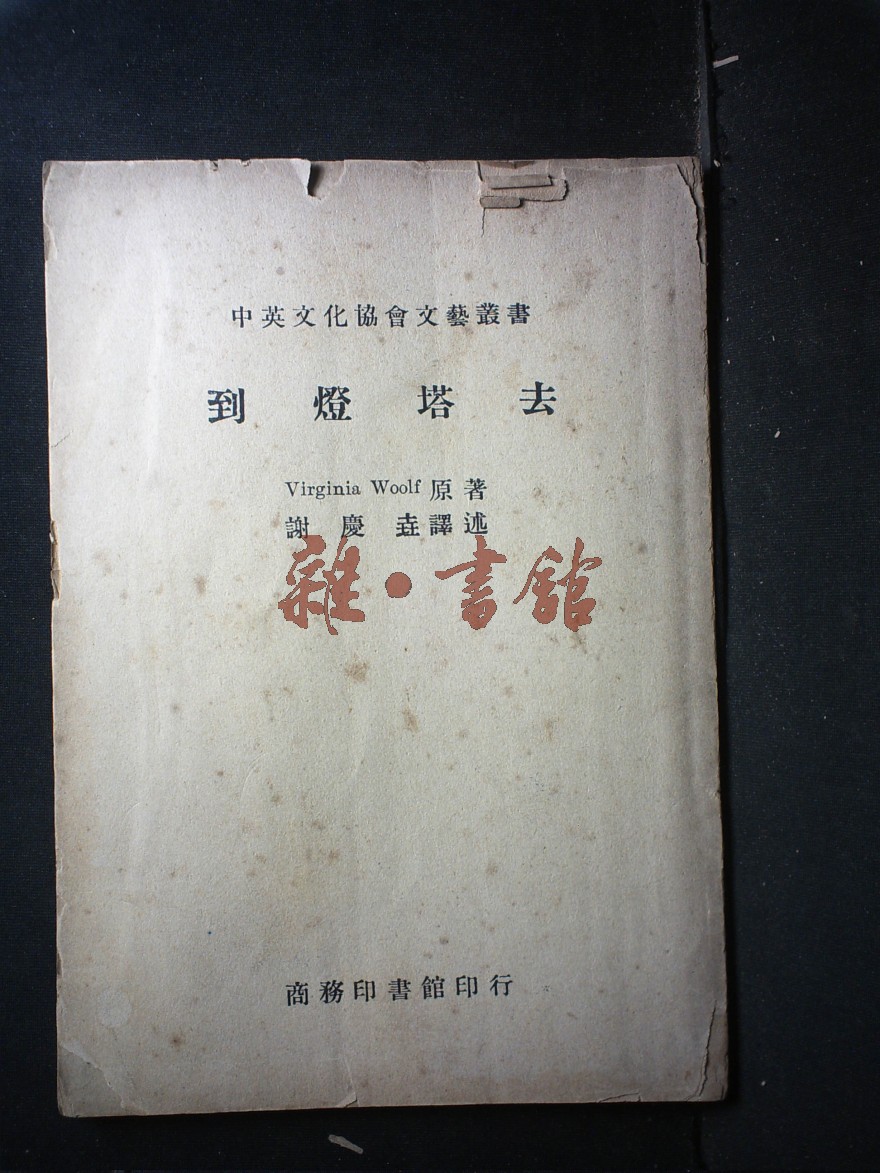 中英文化協會文藝叢書
到燈塔去
Virginia Woolf 原著
謝慶垚譯述
雜·書館
商務印書館印行